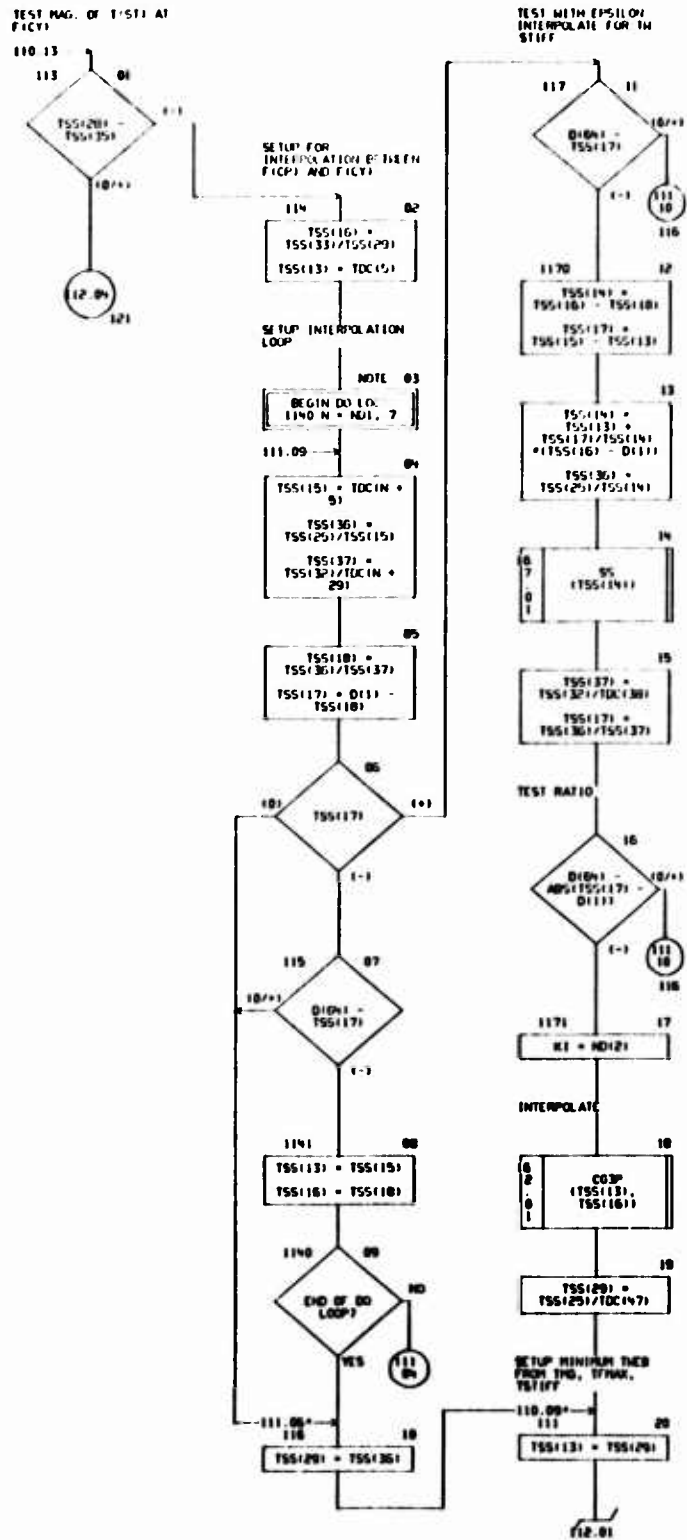 TEST MAG. OF T(ST) AT
F(CY)
110.13
113 01
TSS(28) -
TSS(35)
(-)
(0/+)
112.04
121
SETUP FOR
INTERPOLATION BETWEEN
F(CP) AND F(CY)
114 02
TSS(16) =
TSS(33)/TSS(29)
TSS(13) = TDC(5)
SETUP INTERPOLATION
LOOP
NOTE 03
BEGIN DO LOOP
1140 N = ND1, 7
111.09
04
TSS(15) = TDC(N +
5)
TSS(36) =
TSS(25)/TSS(15)
TSS(37) =
TSS(32)/TDC(N +
29)
05
TSS(18) =
TSS(36)/TSS(37)
TSS(17) = D(1) -
TSS(18)
06
(0)
TSS(17)
(+)
(-)
115 07
(0/+)
D(64) -
TSS(17)
(-)
1141 08
TSS(13) = TSS(15)
TSS(16) = TSS(18)
1140 09
END OF DO
LOOP?
NO
111
04
YES
111.06*
116 10
TSS(29) = TSS(36)
TEST WITH EPSILON
INTERPOLATE FOR TW
STIFF
117 11
D(64) -
TSS(17)
(0/+)
111
10
116
(-)
1170 12
TSS(14) =
TSS(16) - TSS(18)
TSS(17) =
TSS(15) - TSS(13)
13
TSS(14) =
TSS(13) +
TSS(17)/TSS(14)
*(TSS(16) - D(1))
TSS(36) =
TSS(25)/TSS(14)
14
67.01
SS
(TSS(14))
15
TSS(37) =
TSS(32)/TDC(38)
TSS(17) =
TSS(36)/TSS(37)
TEST RATIO
16
D(64) -
ABS(TSS(17) -
D(1))
(0/+)
111
10
116
(-)
1171 17
KI = ND(2)
INTERPOLATE
18
62.01
CG3P
(TSS(13),
TSS(16))
19
TSS(29) =
TSS(25)/TDC(47)
SETUP MINIMUM TWEB
FROM TMG, TFMAX,
TSTIFF
110.09*
111 20
TSS(13) = TSS(29)
112.01